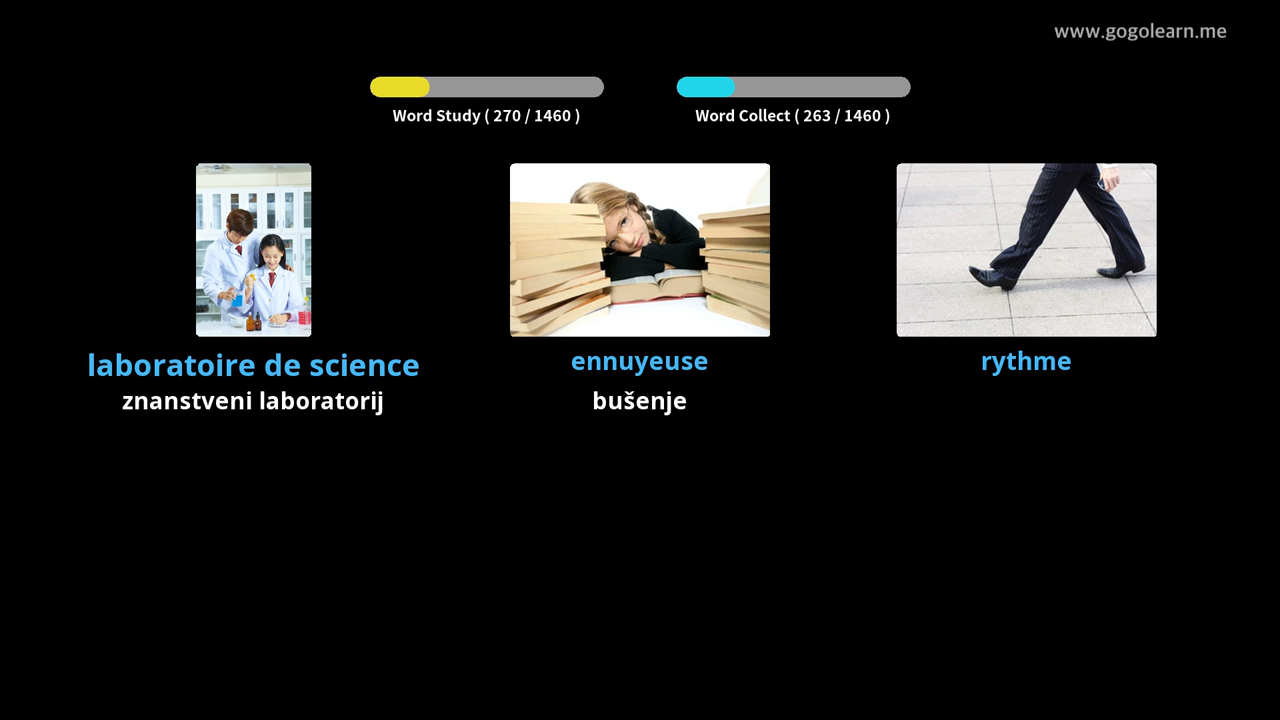 www.gogolearn.me
Word Study ( 270 / 1460 )
Word Collect ( 263 / 1460 )
laboratoire de science
znanstveni laboratorij
ennuyeuse
bušenje
rythme